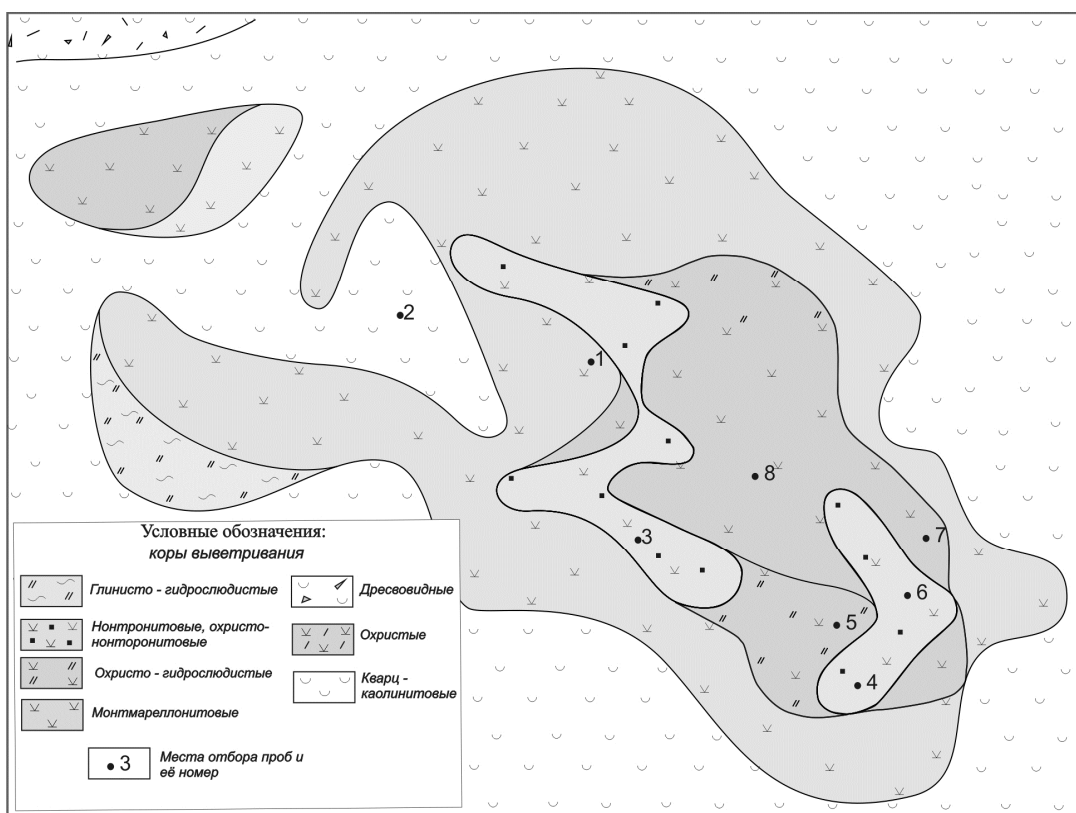 2
1
8
3
7
6
5
4
Условные обозначения:
коры выветривания
Глинисто - гидрослюдистые
Дресвовидные
Нонтронитовые, охристо-
нонторонитовые
Охристые
Охристо - гидрослюдистые
Кварц -
каолинитовые
Монтмареллонитовые
3
Места отбора проб и
её номер